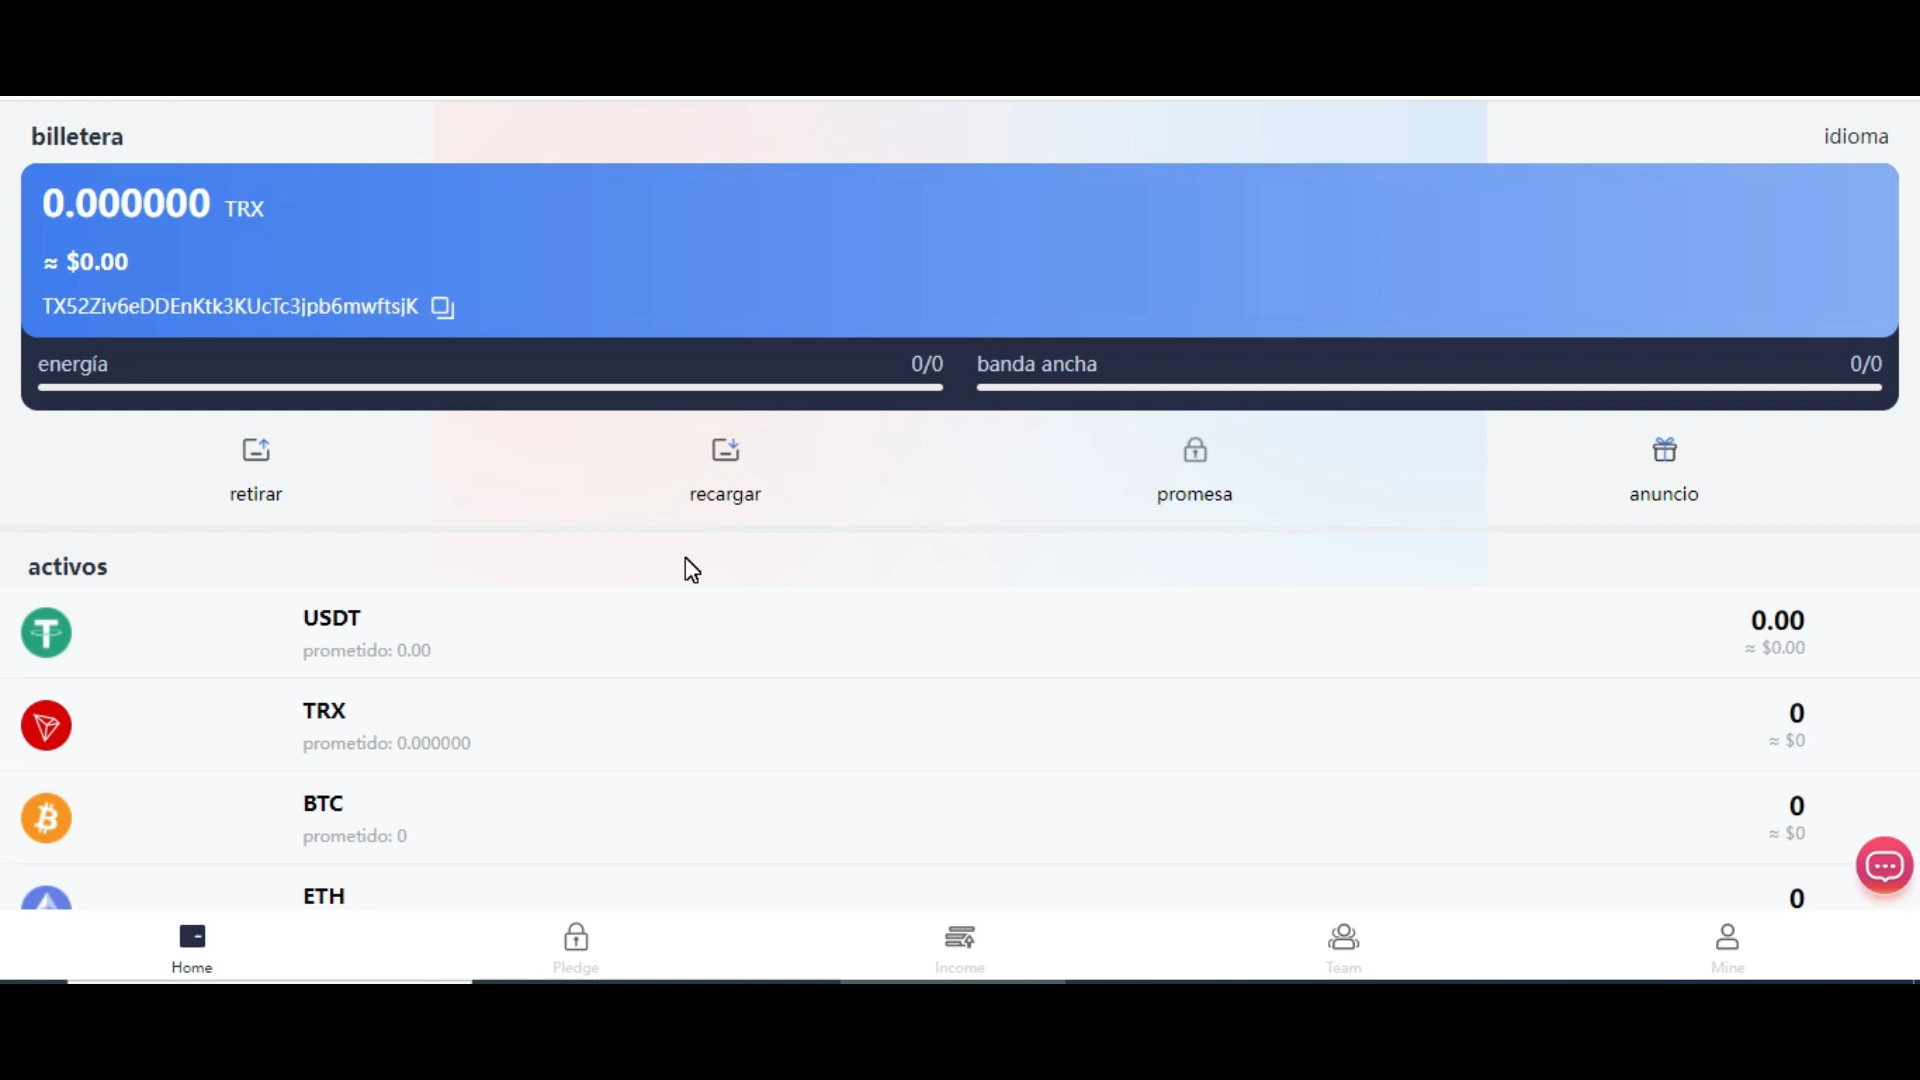 billetera
idioma
0.000000 TRX
≈ $0.00
TX52Ziv6eDDEnKtk3KUcTc3jpb6mwftsjK
energía 0/0 banda ancha 0/0
retirar recargar promesa anuncio
activos
USDT 0.00
prometido: 0.00 ≈ $0.00
TRX 0
prometido: 0.000000 ≈ $0
BTC 0
prometido: 0 ≈ $0
ETH 0
Home Pledge Income Team Mine